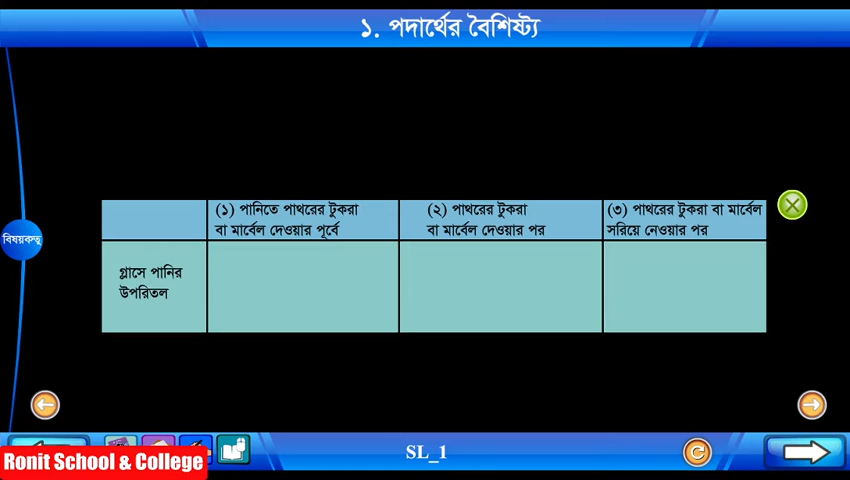 ১. পদার্থের বৈশিষ্ট্য
(১) পানিতে পাথরের টুকরা
বা মার্বেল দেওয়ার পূর্বে
(২) পাথরের টুকরা
বা মার্বেল দেওয়ার পর
(৩) পাথরের টুকরা বা মার্বেল
সরিয়ে নেওয়ার পর
বিষয়বস্তু
গ্লাসে পানির
উপরিতল
SL_1
Ronit School & College